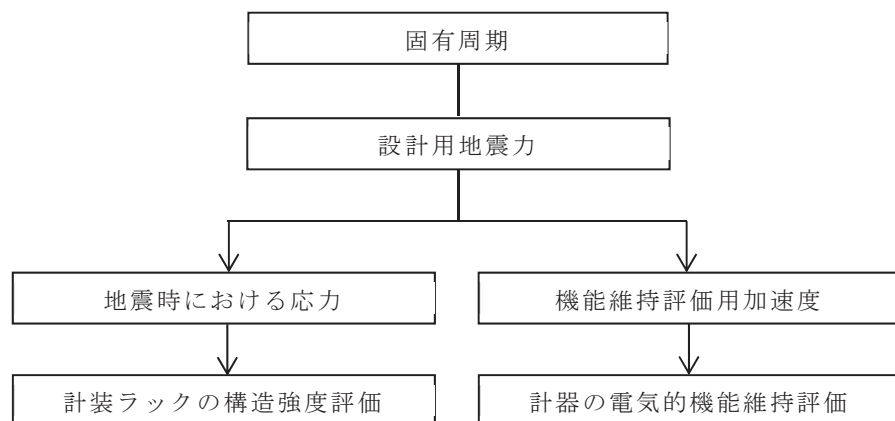 固有周期
設計用地震力
地震時における応力
機能維持評価用加速度
計装ラックの構造強度評価
計器の電気的機能維持評価